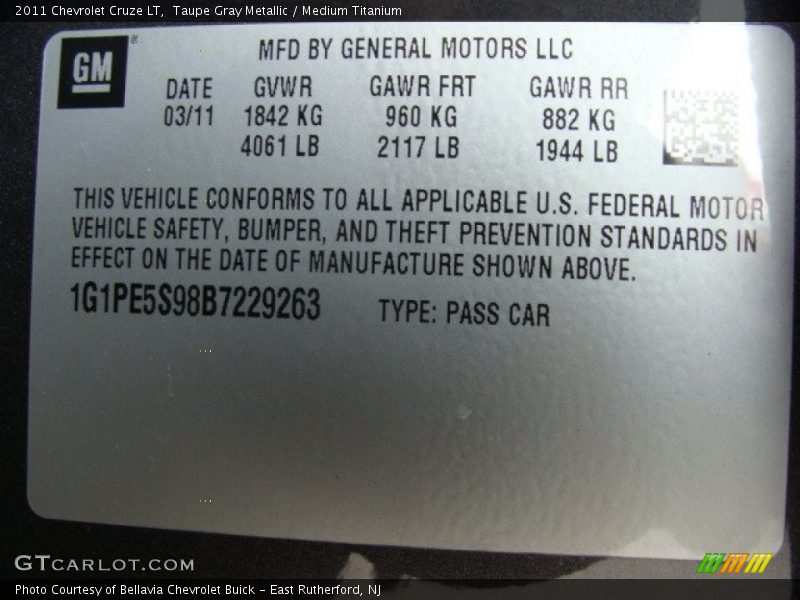 2011 Chevrolet Cruze LT, Taupe Gray Metallic / Medium Titanium
GM ®
MFD BY GENERAL MOTORS LLC
DATE GVWR GAWR FRT GAWR RR
03/11 1842 KG 960 KG 882 KG
4061 LB 2117 LB 1944 LB
THIS VEHICLE CONFORMS TO ALL APPLICABLE U.S. FEDERAL MOTOR
VEHICLE SAFETY, BUMPER, AND THEFT PREVENTION STANDARDS IN
EFFECT ON THE DATE OF MANUFACTURE SHOWN ABOVE.
1G1PE5S98B7229263 TYPE: PASS CAR
GTCARLOT.COM
Photo Courtesy of Bellavia Chevrolet Buick - East Rutherford, NJ